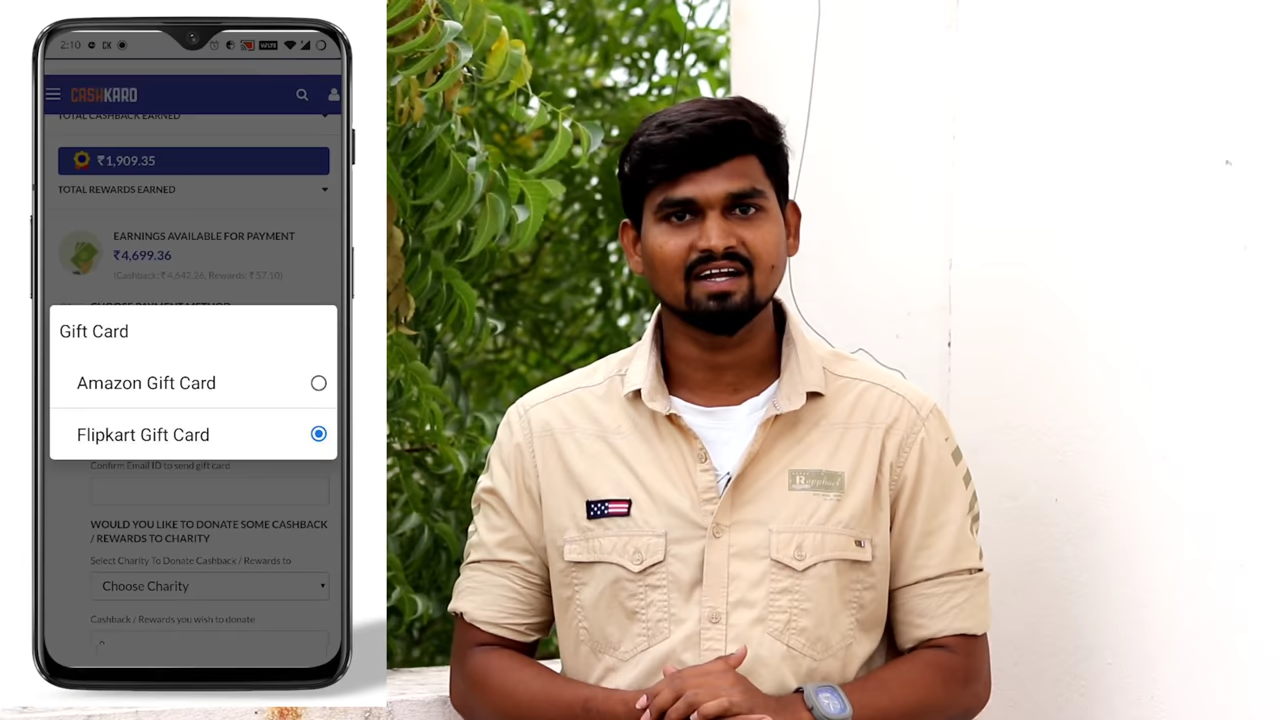 2:10
CASHKARO
TOTAL CASHBACK EARNED
₹1,909.35
TOTAL REWARDS EARNED
EARNINGS AVAILABLE FOR PAYMENT
₹4,699.36
(Cashback: ₹4,642.26, Rewards: ₹57.10)
CHOOSE PAYMENT METHOD
Gift Card
Amazon Gift Card
Flipkart Gift Card
Confirm Email ID to send gift card
WOULD YOU LIKE TO DONATE SOME CASHBACK
/ REWARDS TO CHARITY
Select Charity To Donate Cashback / Rewards to
Choose Charity
Cashback / Rewards you wish to donate